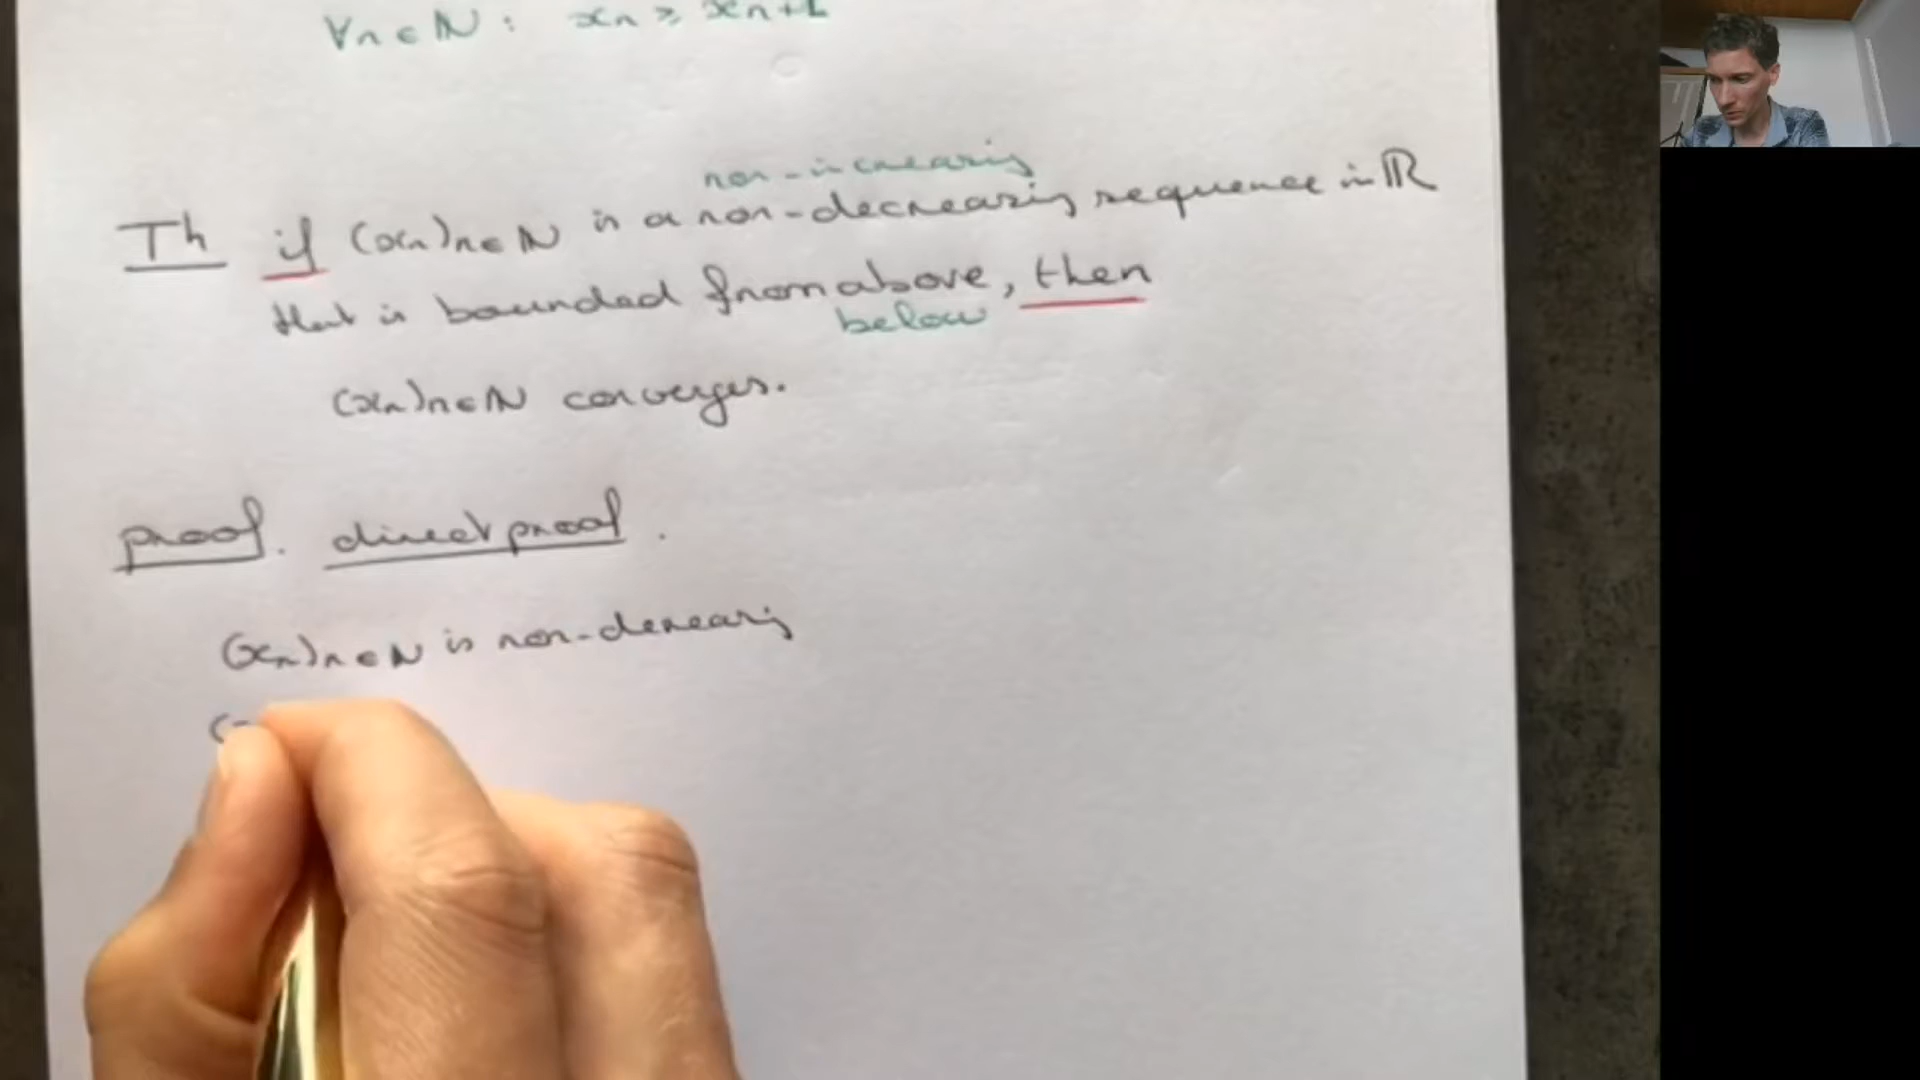 ∀n∈ℕ: xn ≥ xn+1
non-increasing
Th if (xn)n∈ℕ is a non-decreasing sequence in ℝ
that is bounded from above, then
below
(xn)n∈ℕ converges.
proof. direct proof.
(xn)n∈ℕ is non-decreasing
(